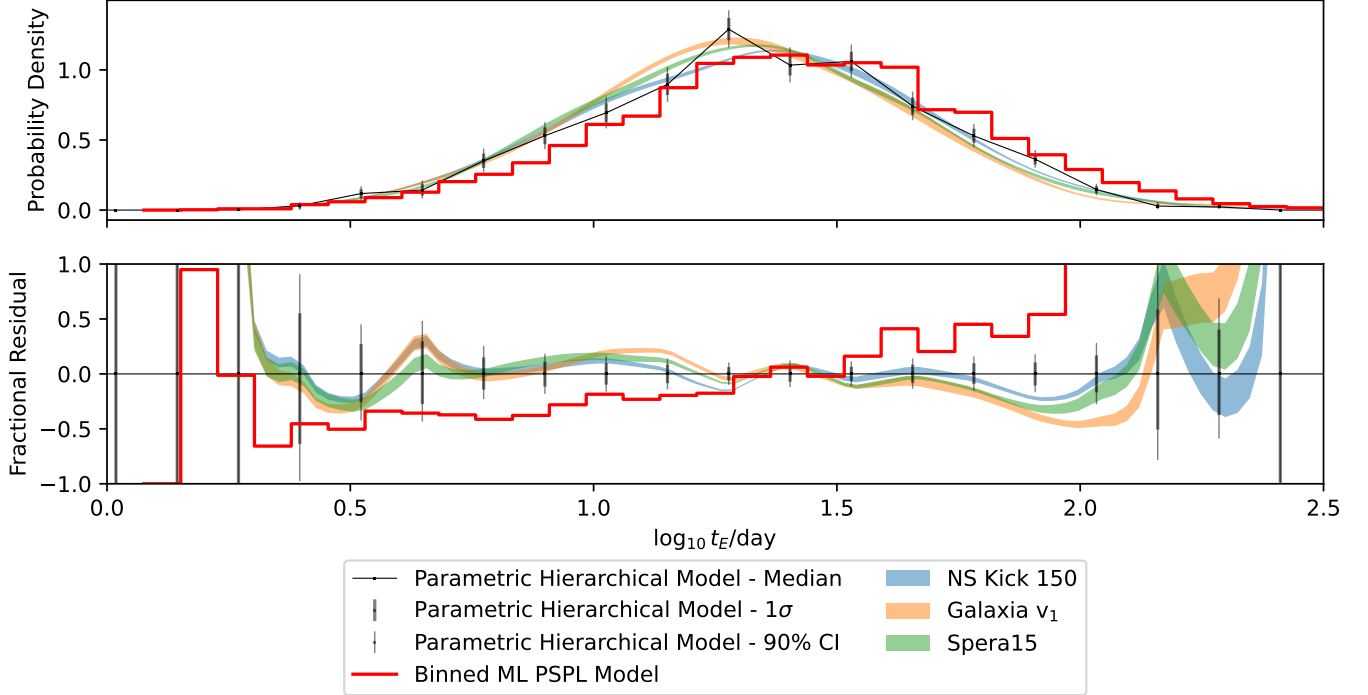 Probability Density
1.0
0.5
0.0
Fractional Residual
1.0
0.5
0.0
−0.5
−1.0
0.0 0.5 1.0 1.5 2.0 2.5
log₁₀ t_E/day
Parametric Hierarchical Model - Median
Parametric Hierarchical Model - 1σ
Parametric Hierarchical Model - 90% CI
Binned ML PSPL Model
NS Kick 150
Galaxia v₁
Spera15